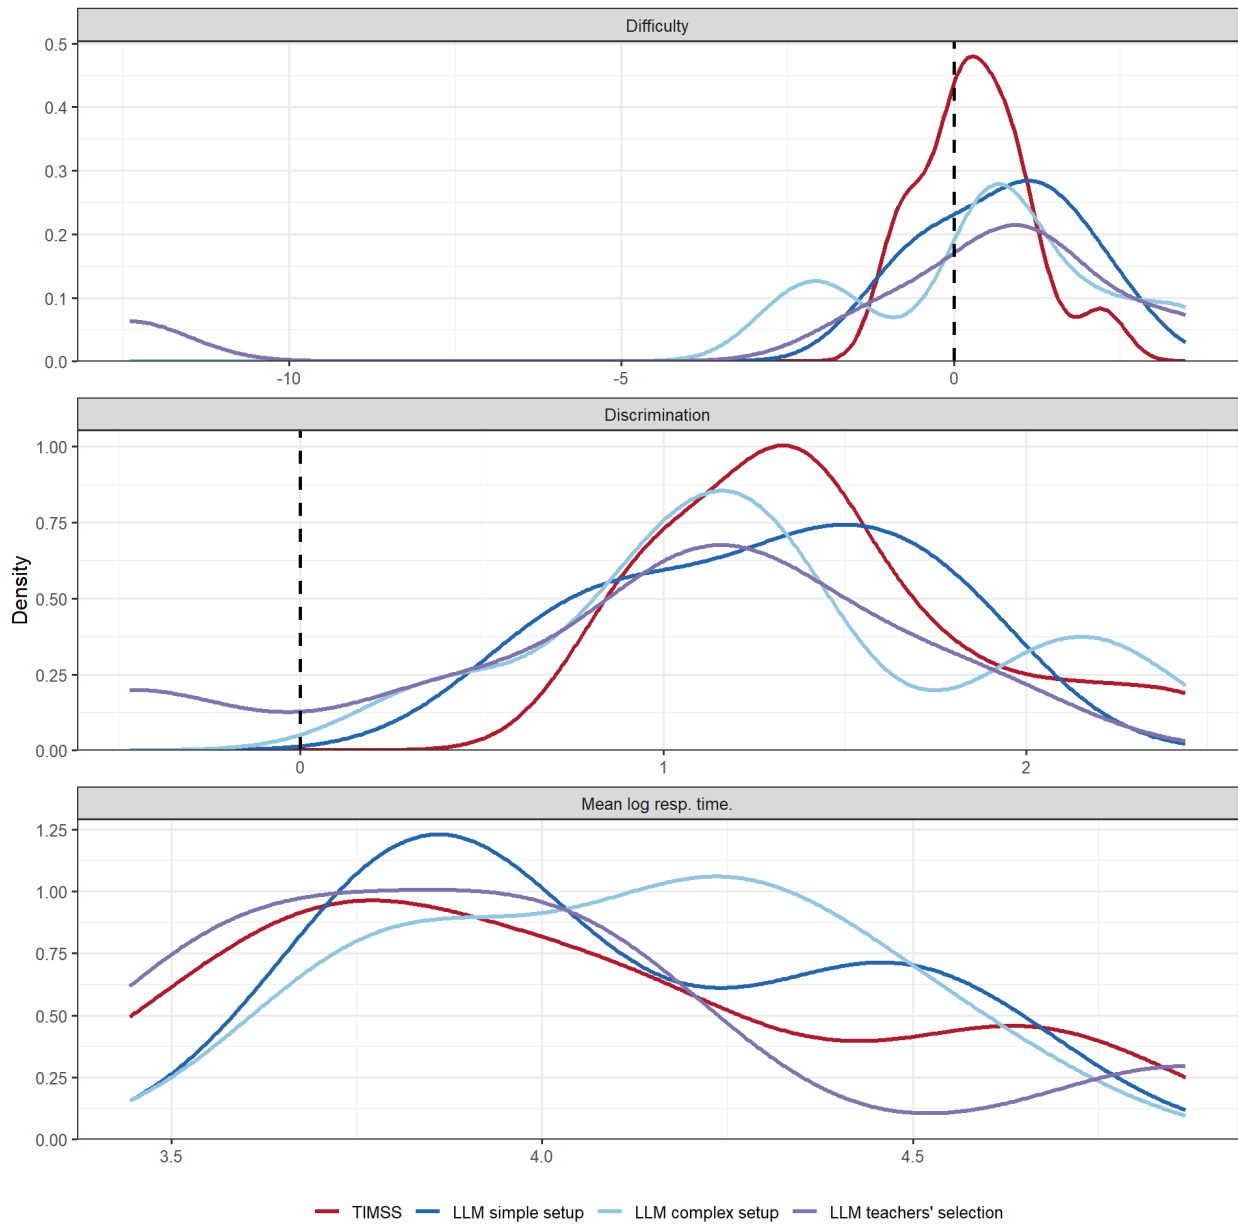 Difficulty
0.5
0.4
0.3
0.2
0.1
0.0
-10 -5 0
Discrimination
1.00
0.75
0.50
0.25
0.00
0 1 2
Density
Mean log resp. time.
1.25
1.00
0.75
0.50
0.25
0.00
3.5 4.0 4.5
TIMSS LLM simple setup LLM complex setup LLM teachers' selection